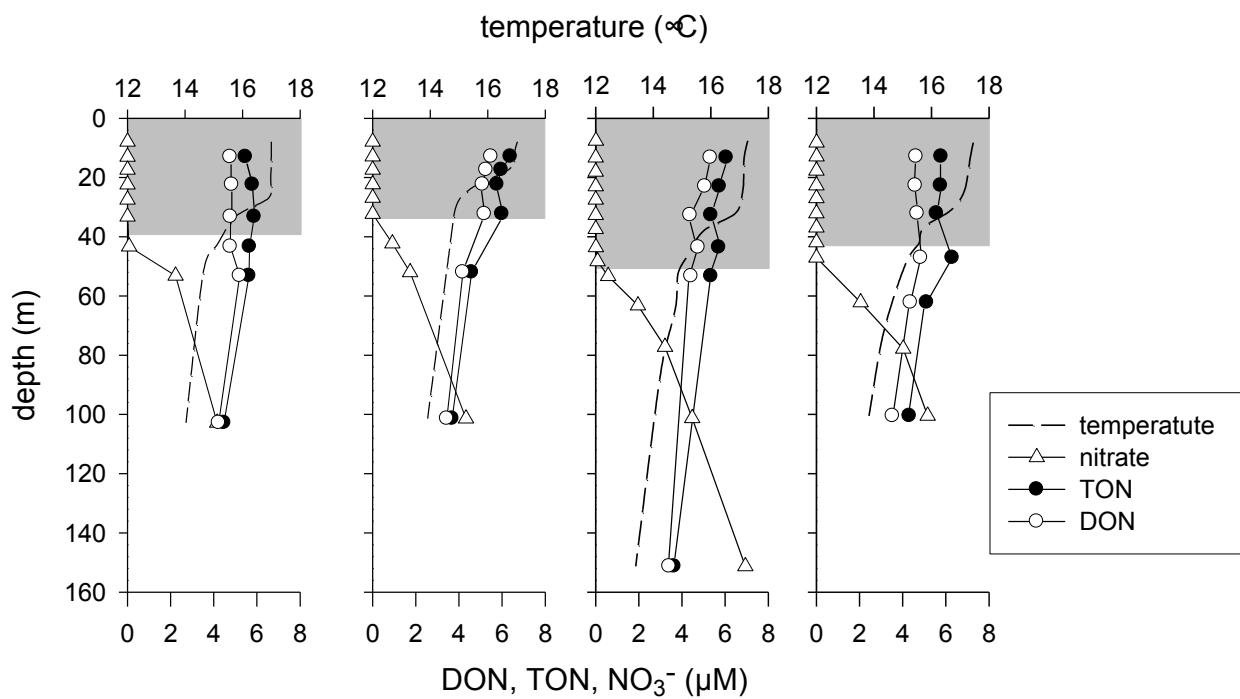 temperature (∞C)
12 14 16 18 12 14 16 18 12 14 16 18 12 14 16 18
0
20
40
60
80
100
120
140
160
depth (m)
0 2 4 6 8 0 2 4 6 8 0 2 4 6 8 0 2 4 6 8
DON, TON, NO₃⁻ (µM)
temperatute
nitrate
TON
DON